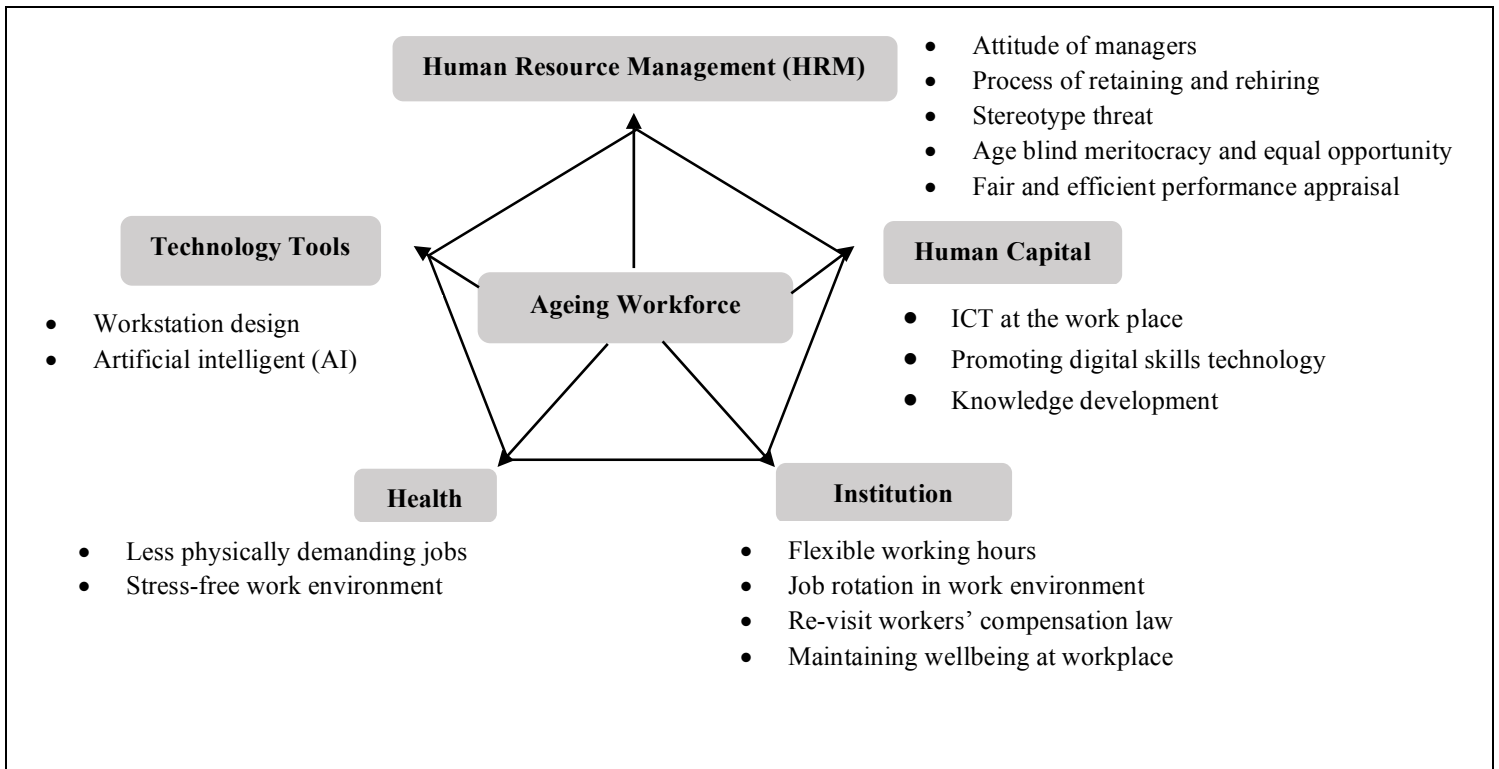 Human Resource Management (HRM)
• Attitude of managers
• Process of retaining and rehiring
• Stereotype threat
• Age blind meritocracy and equal opportunity
• Fair and efficient performance appraisal
Technology Tools
• Workstation design
• Artificial intelligent (AI)
Ageing Workforce
Human Capital
• ICT at the work place
• Promoting digital skills technology
• Knowledge development
Health
• Less physically demanding jobs
• Stress-free work environment
Institution
• Flexible working hours
• Job rotation in work environment
• Re-visit workers’ compensation law
• Maintaining wellbeing at workplace